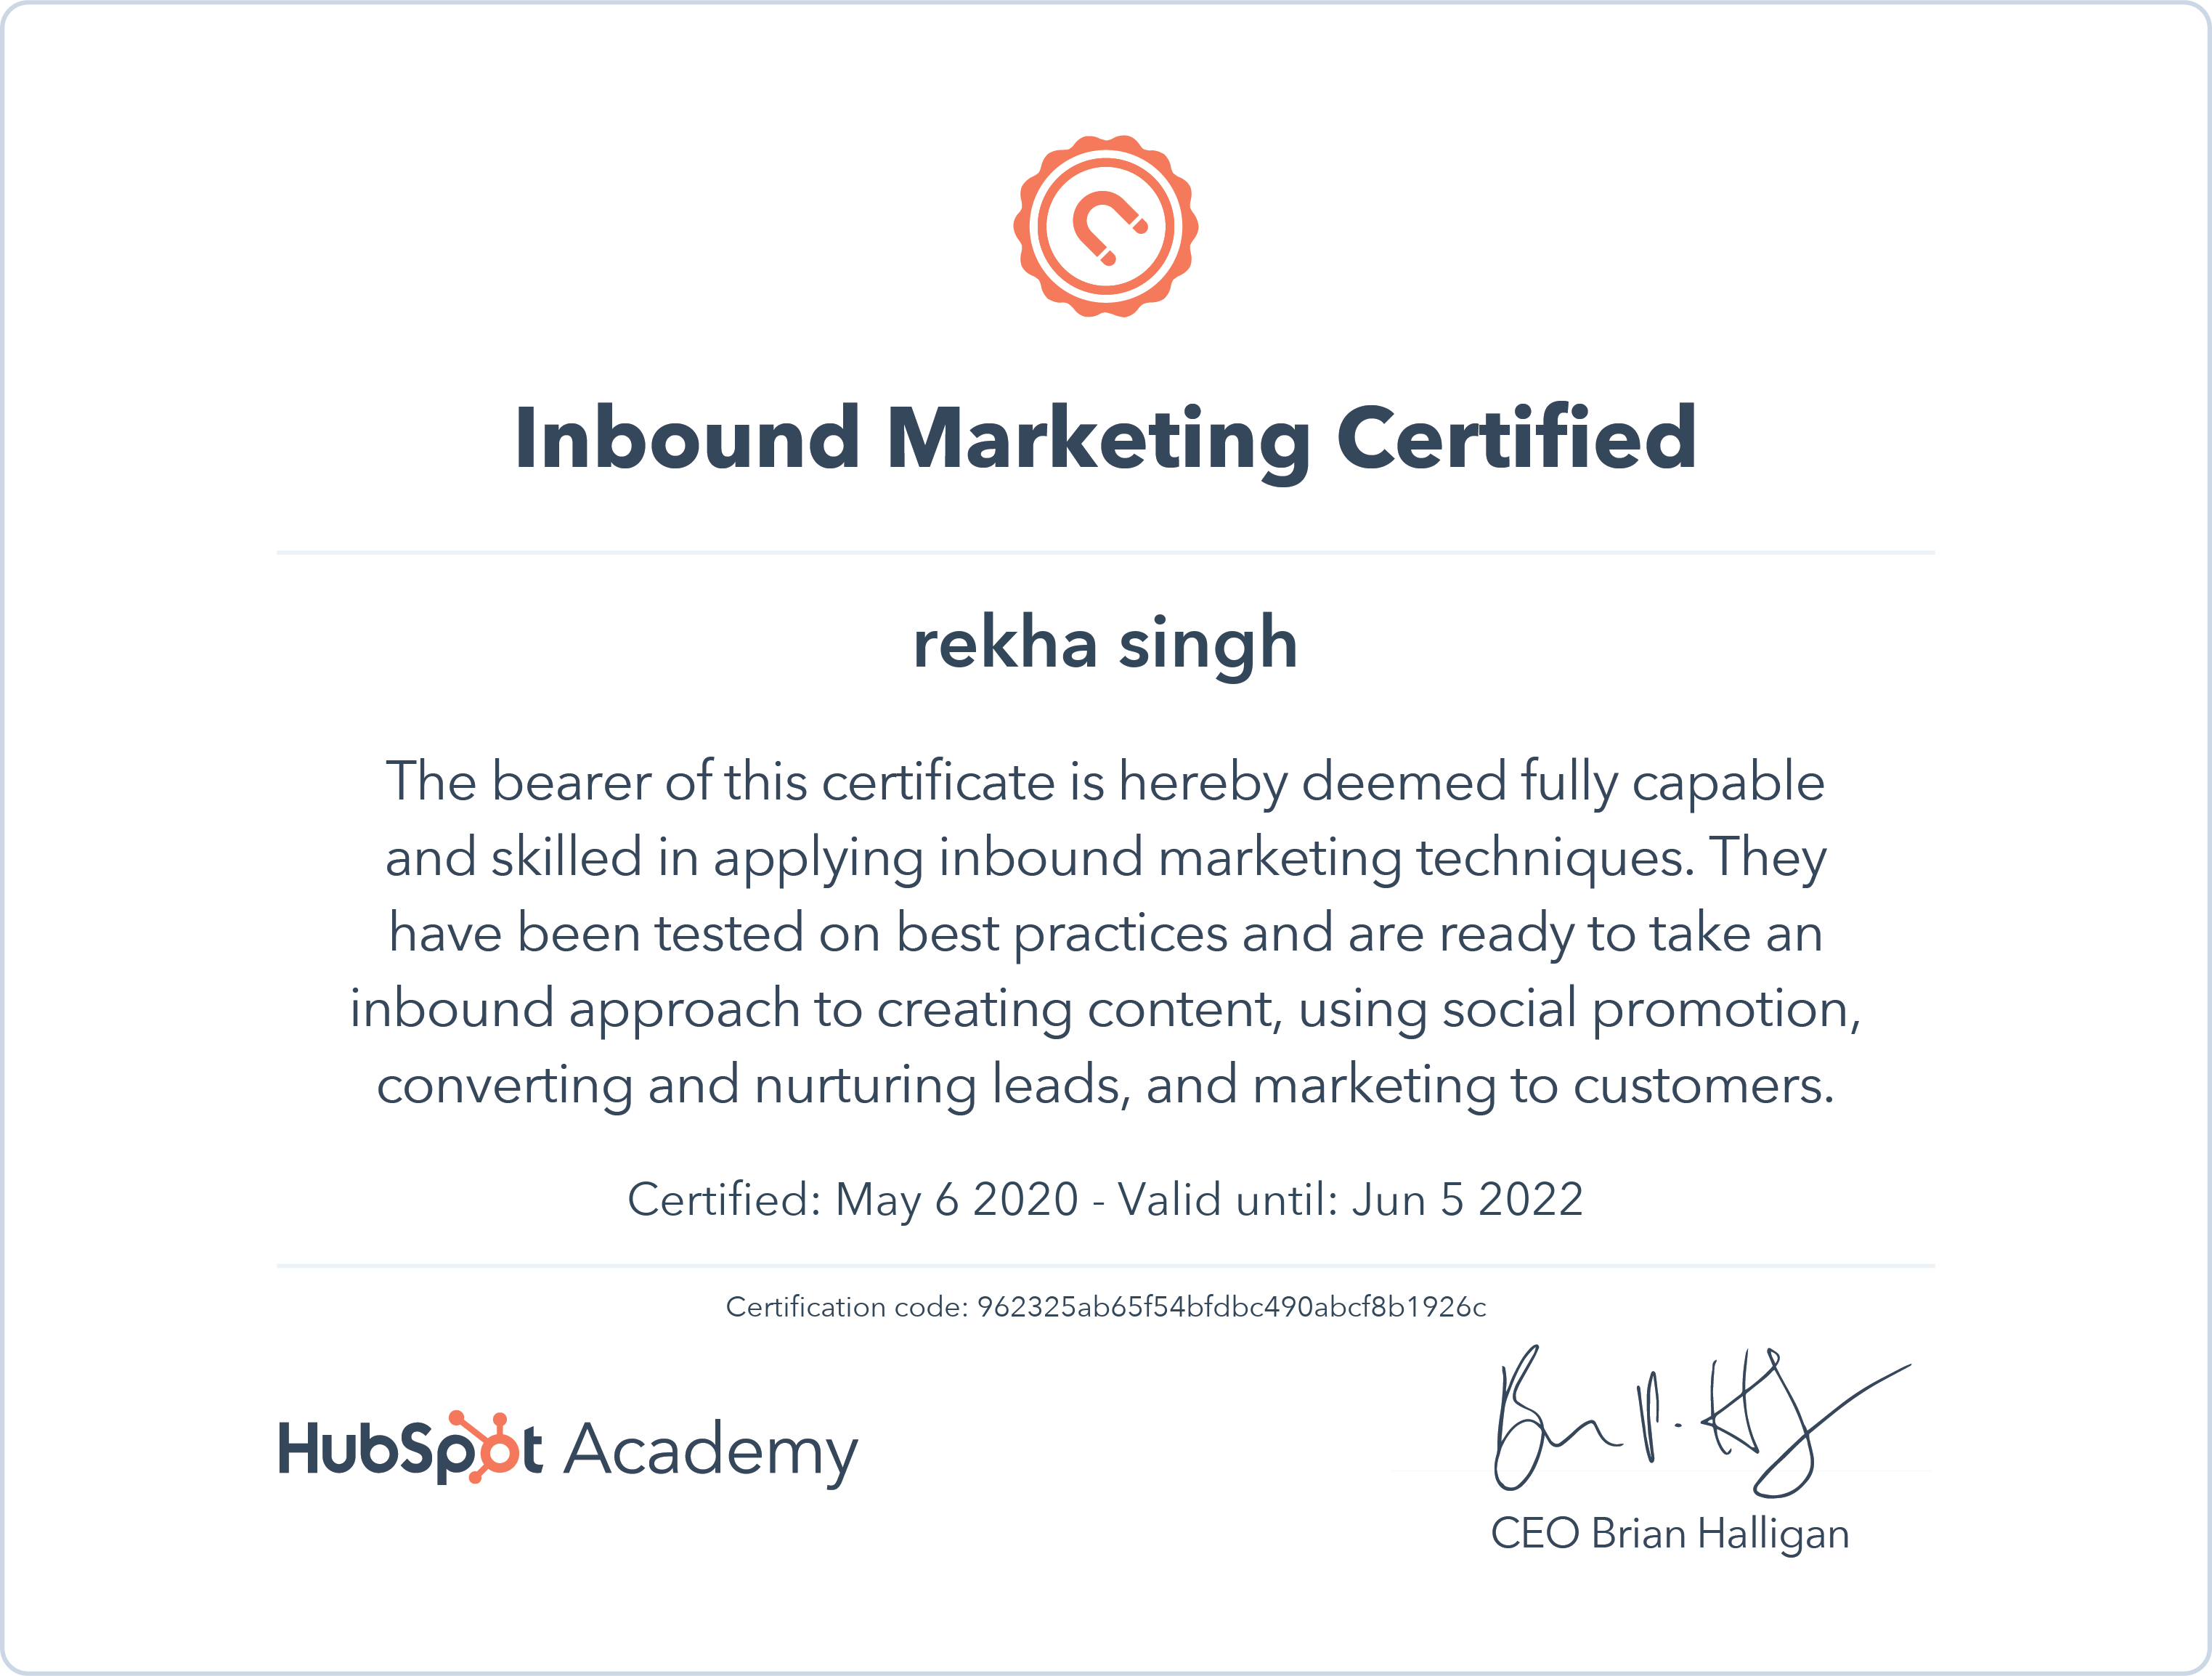 Inbound Marketing Certified
rekha singh
The bearer of this certificate is hereby deemed fully capable
and skilled in applying inbound marketing techniques. They
have been tested on best practices and are ready to take an
inbound approach to creating content, using social promotion,
converting and nurturing leads, and marketing to customers.
Certified: May 6 2020 - Valid until: Jun 5 2022
Certification code: 962325ab65f54bfdbc490abcf8b1926c
HubSpot Academy
CEO Brian Halligan